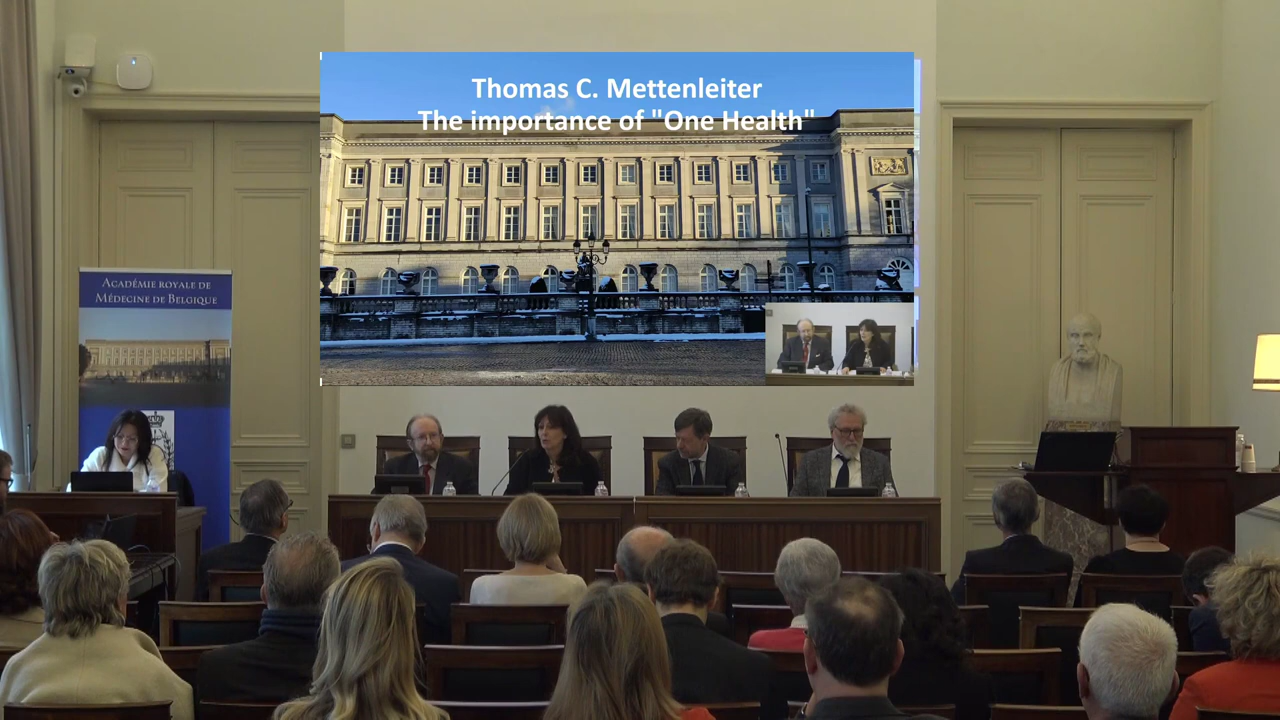 Thomas C. Mettenleiter
The importance of "One Health"
ACADÉMIE ROYALE DE
MÉDECINE DE BELGIQUE